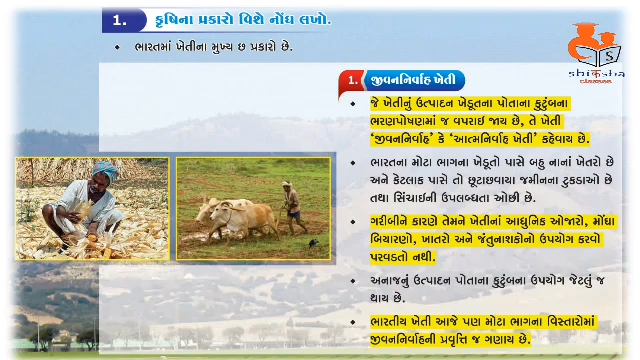 1. કૃષિના પ્રકારો વિશે નોંધ લખો.
• ભારતમાં ખેતીના મુખ્ય છ પ્રકારો છે.
shiksha
classes
1. જીવનનિર્વાહ ખેતી
• જે ખેતીનું ઉત્પાદન ખેડૂતના પોતાના કુટુંબના
ભરણપોષણમાં જ વપરાઇ જાય છે, તે ખેતી
‘જીવનનિર્વાહ’ કે ‘આત્મનિર્વાહ ખેતી’ કહેવાય છે.
• ભારતના મોટા ભાગના ખેડૂતો પાસે બહુ નાનાં ખેતરો છે
અને કેટલાક પાસે તો છૂટાછવાયા જમીનના ટુકડાઓ છે
તથા સિંચાઈની ઉપલબ્ધતા ઓછી છે.
• ગરીબીને કારણે તેમને ખેતીનાં આધુનિક ઓજારો, મોંઘા
બિયારણો, ખાતરો અને જંતુનાશકોનો ઉપયોગ કરવો
પરવડતો નથી.
• અનાજનું ઉત્પાદન પોતાના કુટુંબના ઉપયોગ જેટલું જ
થાય છે.
• ભારતીય ખેતી આજે પણ મોટા ભાગના વિસ્તારોમાં
જીવનનિર્વાહની પ્રવૃત્તિ જ ગણાય છે.